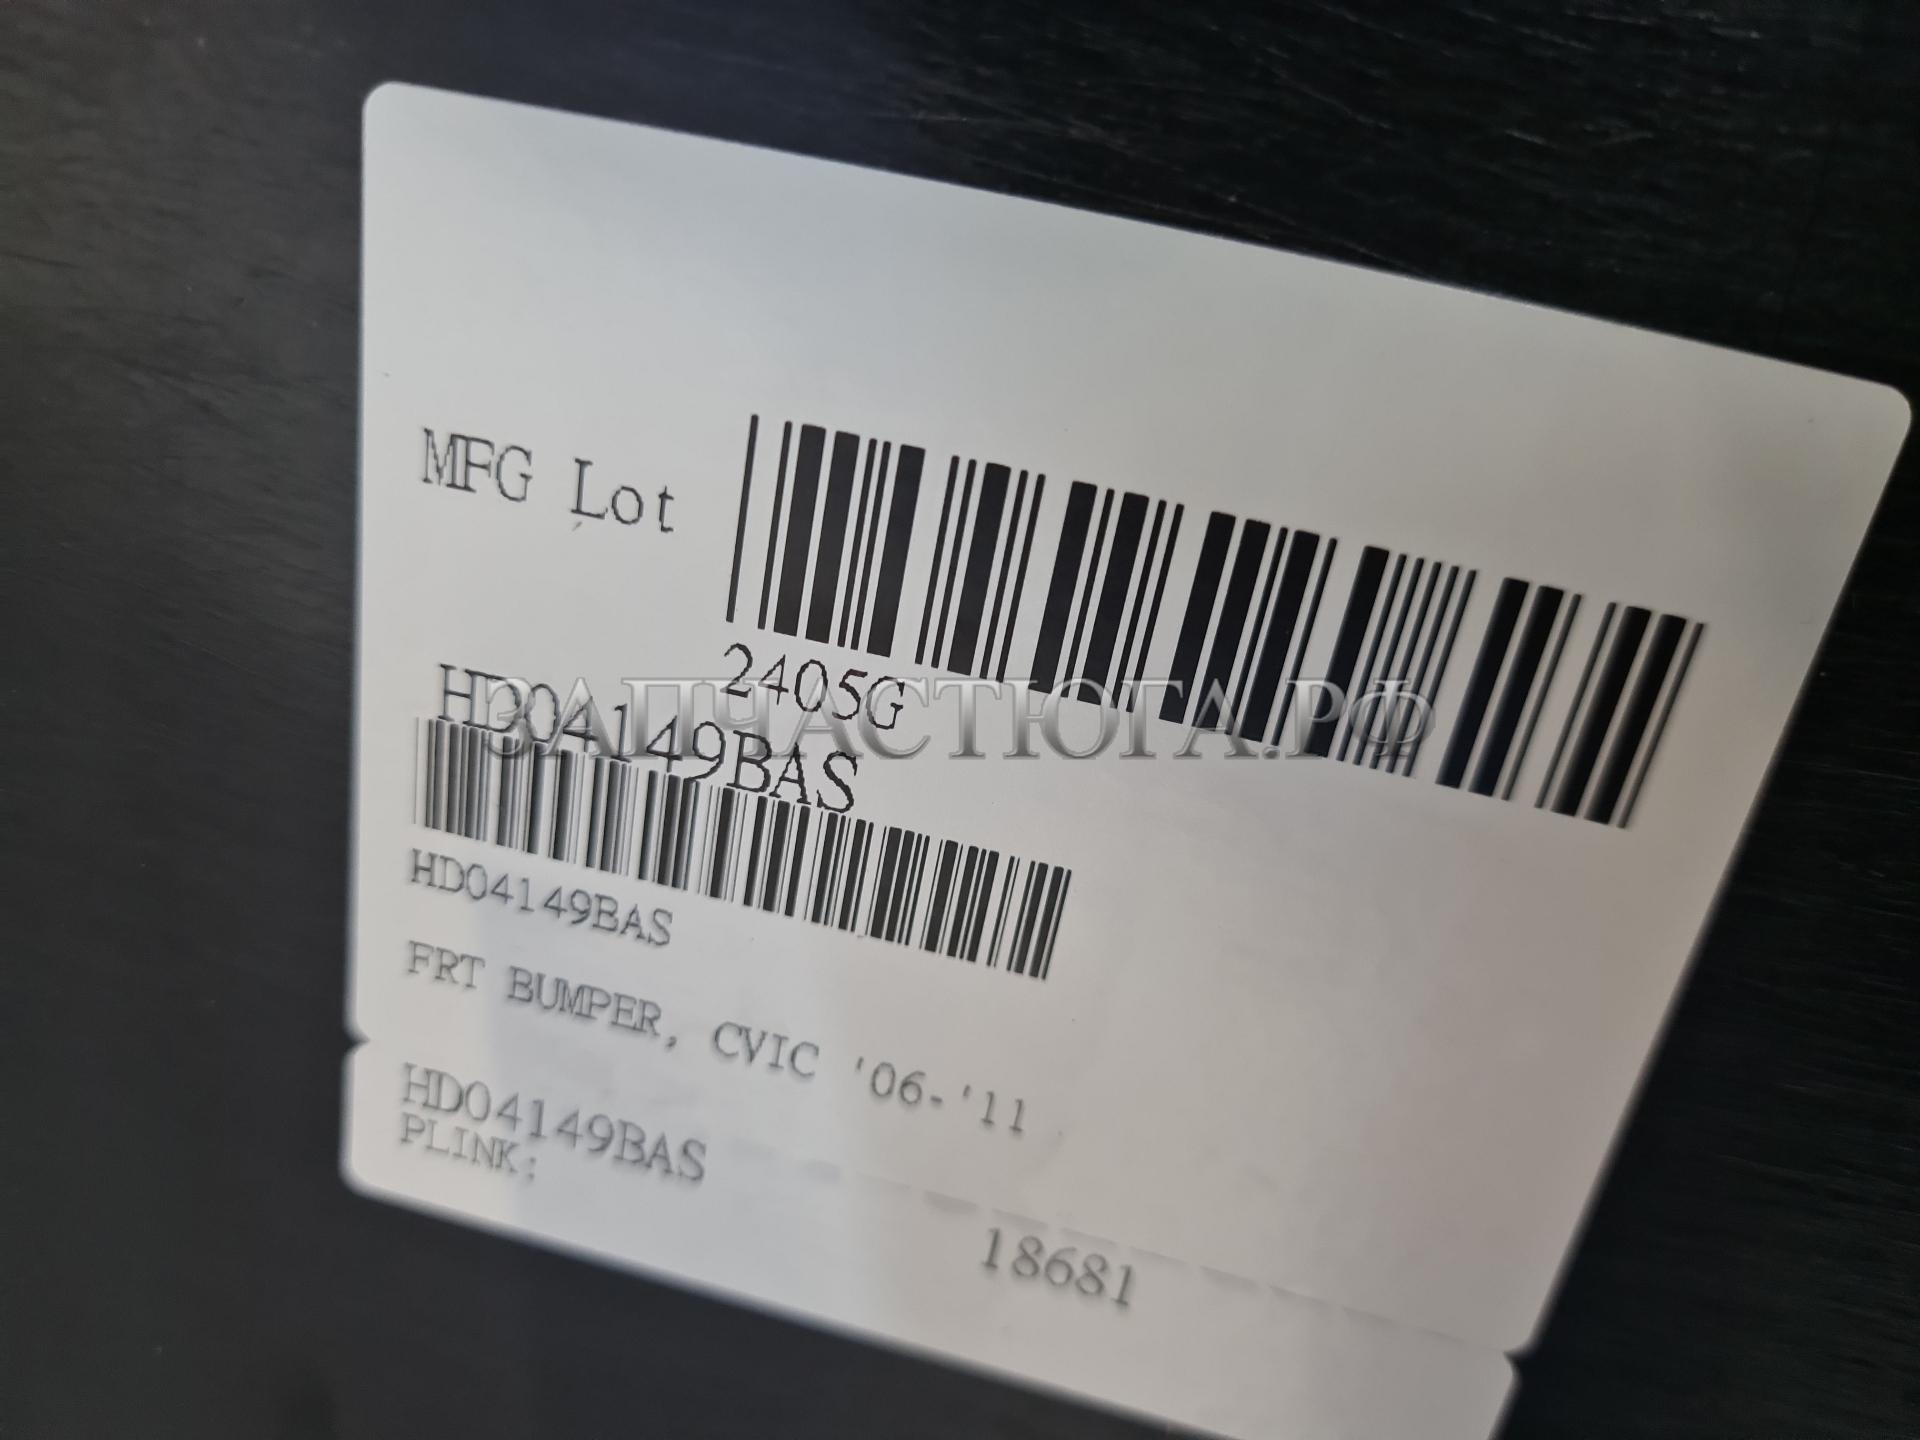 MFG Lot
2405G
HD04149BAS
ЗАПЧАСТЮГА.РФ
HD04149BAS
FRT BUMPER, CVIC '06-'11
HD04149BAS
PLINK;
18681